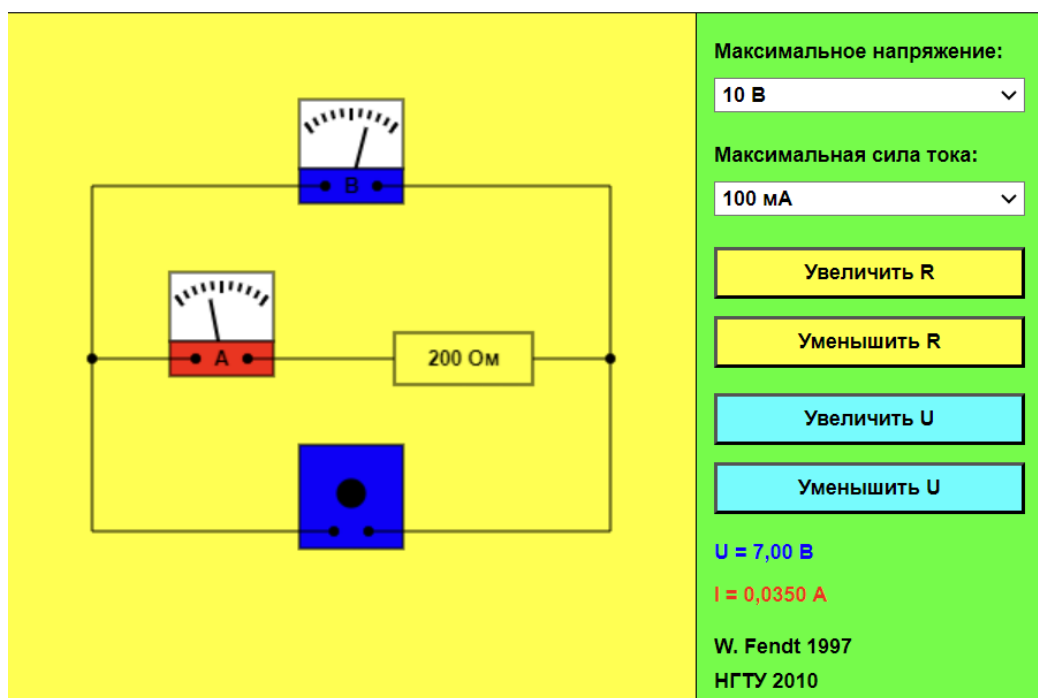 В
А
200 Ом
Максимальное напряжение:
10 В
Максимальная сила тока:
100 мА
Увеличить R
Уменьшить R
Увеличить U
Уменьшить U
U = 7,00 В
I = 0,0350 А
W. Fendt 1997
НГТУ 2010